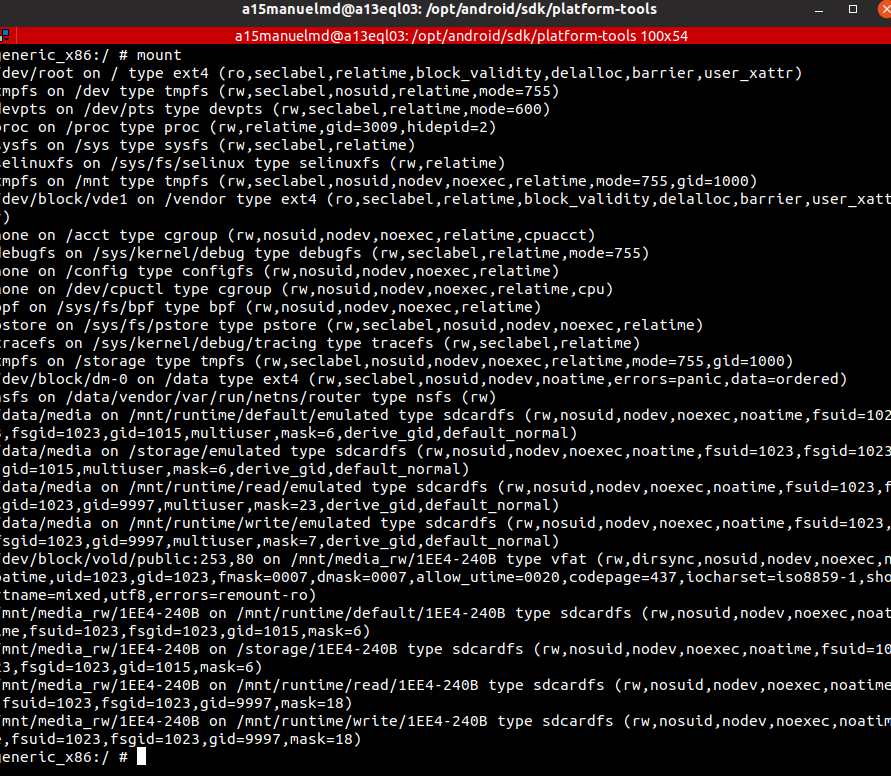 a15manuelmd@a13eql03: /opt/android/sdk/platform-tools
a15manuelmd@a13eql03: /opt/android/sdk/platform-tools 100x54
eneric_x86:/ # mount
dev/root on / type ext4 (ro,seclabel,relatime,block_validity,delalloc,barrier,user_xattr)
mpfs on /dev type tmpfs (rw,seclabel,nosuid,relatime,mode=755)
evpts on /dev/pts type devpts (rw,seclabel,relatime,mode=600)
roc on /proc type proc (rw,relatime,gid=3009,hidepid=2)
ysfs on /sys type sysfs (rw,seclabel,relatime)
elinuxfs on /sys/fs/selinux type selinuxfs (rw,relatime)
mpfs on /mnt type tmpfs (rw,seclabel,nosuid,nodev,noexec,relatime,mode=755,gid=1000)
dev/block/vde1 on /vendor type ext4 (ro,seclabel,relatime,block_validity,delalloc,barrier,user_xatt
r)
one on /acct type cgroup (rw,nosuid,nodev,noexec,relatime,cpuacct)
ebugfs on /sys/kernel/debug type debugfs (rw,seclabel,relatime,mode=755)
one on /config type configfs (rw,nosuid,nodev,noexec,relatime)
one on /dev/cpuctl type cgroup (rw,nosuid,nodev,noexec,relatime,cpu)
pf on /sys/fs/bpf type bpf (rw,nosuid,nodev,noexec,relatime)
store on /sys/fs/pstore type pstore (rw,seclabel,nosuid,nodev,noexec,relatime)
racefs on /sys/kernel/debug/tracing type tracefs (rw,seclabel,relatime)
mpfs on /storage type tmpfs (rw,seclabel,nosuid,nodev,noexec,relatime,mode=755,gid=1000)
dev/block/dm-0 on /data type ext4 (rw,seclabel,nosuid,nodev,noatime,errors=panic,data=ordered)
sfs on /data/vendor/var/run/netns/router type nsfs (rw)
/data/media on /mnt/runtime/default/emulated type sdcardfs (rw,nosuid,nodev,noexec,noatime,fsuid=102
3,fsgid=1023,gid=1015,multiuser,mask=6,derive_gid,default_normal)
/data/media on /storage/emulated type sdcardfs (rw,nosuid,nodev,noexec,noatime,fsuid=1023,fsgid=1023
,gid=1015,multiuser,mask=6,derive_gid,default_normal)
/data/media on /mnt/runtime/read/emulated type sdcardfs (rw,nosuid,nodev,noexec,noatime,fsuid=1023,f
sgid=1023,gid=9997,multiuser,mask=23,derive_gid,default_normal)
/data/media on /mnt/runtime/write/emulated type sdcardfs (rw,nosuid,nodev,noexec,noatime,fsuid=1023,
fsgid=1023,gid=9997,multiuser,mask=7,derive_gid,default_normal)
/dev/block/vold/public:253,80 on /mnt/media_rw/1EE4-240B type vfat (rw,dirsync,nosuid,nodev,noexec,n
oatime,uid=1023,gid=1023,fmask=0007,dmask=0007,allow_utime=0020,codepage=437,iocharset=iso8859-1,sho
rtname=mixed,utf8,errors=remount-ro)
/mnt/media_rw/1EE4-240B on /mnt/runtime/default/1EE4-240B type sdcardfs (rw,nosuid,nodev,noexec,noat
ime,fsuid=1023,fsgid=1023,gid=1015,mask=6)
/mnt/media_rw/1EE4-240B on /storage/1EE4-240B type sdcardfs (rw,nosuid,nodev,noexec,noatime,fsuid=10
23,fsgid=1023,gid=1015,mask=6)
/mnt/media_rw/1EE4-240B on /mnt/runtime/read/1EE4-240B type sdcardfs (rw,nosuid,nodev,noexec,noatime
,fsuid=1023,fsgid=1023,gid=9997,mask=18)
/mnt/media_rw/1EE4-240B on /mnt/runtime/write/1EE4-240B type sdcardfs (rw,nosuid,nodev,noexec,noatim
e,fsuid=1023,fsgid=1023,gid=9997,mask=18)
eneric_x86:/ #